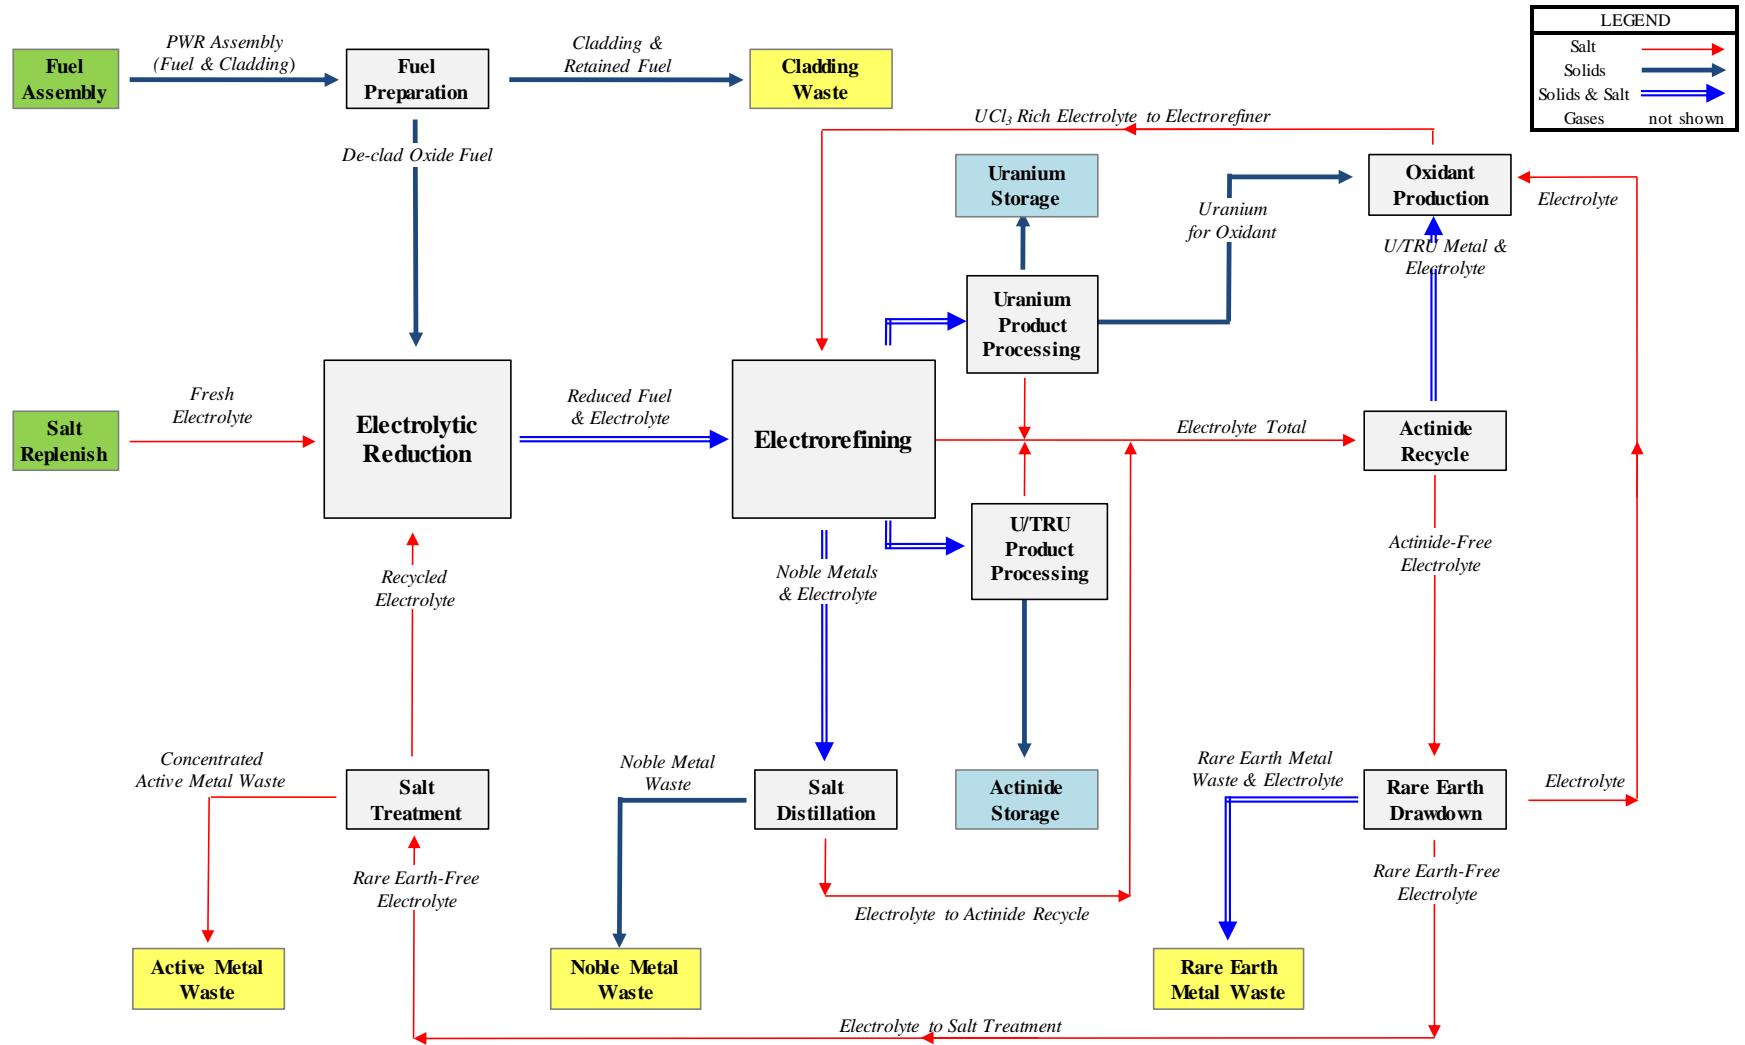 LEGEND
Salt
Solids
Solids & Salt
Gases not shown
PWR Assembly
(Fuel & Cladding)
Cladding &
Retained Fuel
Fuel
Assembly
Fuel
Preparation
Cladding
Waste
UCl₃ Rich Electrolyte to Electrorefiner
De-clad Oxide Fuel
Uranium
Storage
Oxidant
Production
Electrolyte
Uranium
for Oxidant
U/TRU Metal &
Electrolyte
Uranium
Product
Processing
Fresh
Electrolyte
Reduced Fuel
& Electrolyte
Salt
Replenish
Electrolytic
Reduction
Electrorefining
Electrolyte Total
Actinide
Recycle
U/TRU
Product
Processing
Actinide-Free
Electrolyte
Recycled
Electrolyte
Noble Metals
& Electrolyte
Concentrated
Active Metal Waste
Noble Metal
Waste
Rare Earth Metal
Waste & Electrolyte
Electrolyte
Salt
Treatment
Salt
Distillation
Actinide
Storage
Rare Earth
Drawdown
Rare Earth-Free
Electrolyte
Rare Earth-Free
Electrolyte
Electrolyte to Actinide Recycle
Active Metal
Waste
Noble Metal
Waste
Rare Earth
Metal Waste
Electrolyte to Salt Treatment